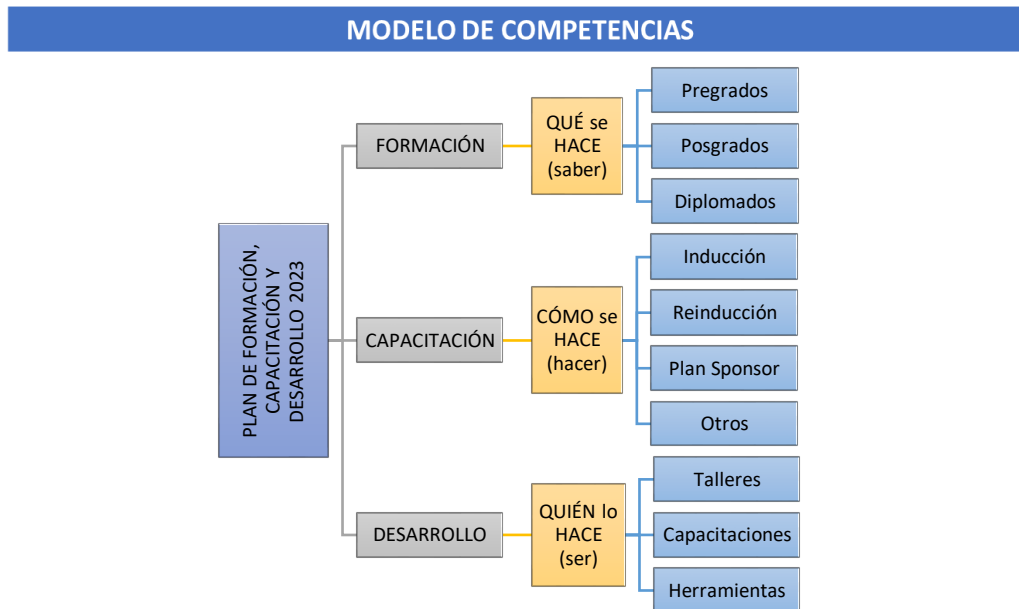 MODELO DE COMPETENCIAS
PLAN DE FORMACIÓN,
CAPACITACIÓN Y
DESARROLLO 2023
FORMACIÓN
QUÉ se
HACE
(saber)
Pregrados
Posgrados
Diplomados
CAPACITACIÓN
CÓMO se
HACE
(hacer)
Inducción
Reinducción
Plan Sponsor
Otros
DESARROLLO
QUIÉN lo
HACE
(ser)
Talleres
Capacitaciones
Herramientas